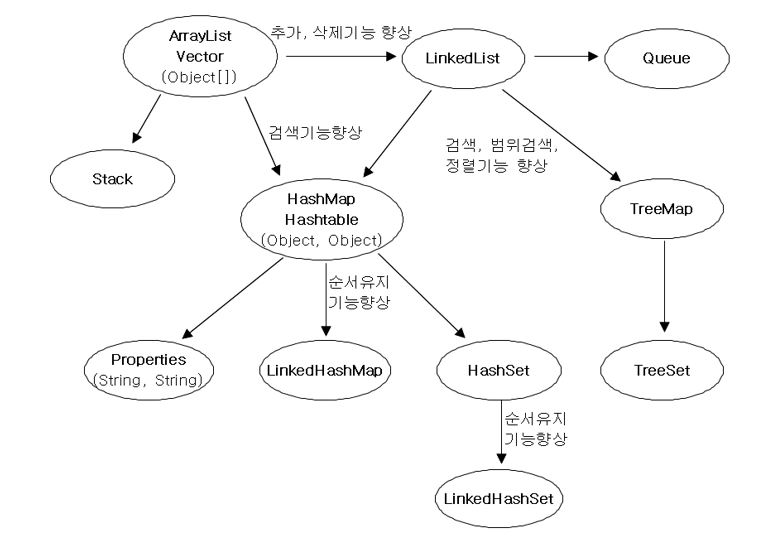 ArrayList
Vector
(Object[])
추가, 삭제기능 향상
LinkedList
Queue
검색기능향상
검색, 범위검색,
정렬기능 향상
Stack
HashMap
Hashtable
(Object, Object)
TreeMap
순서유지
기능향상
Properties
(String, String)
LinkedHashMap
HashSet
TreeSet
순서유지
기능향상
LinkedHashSet